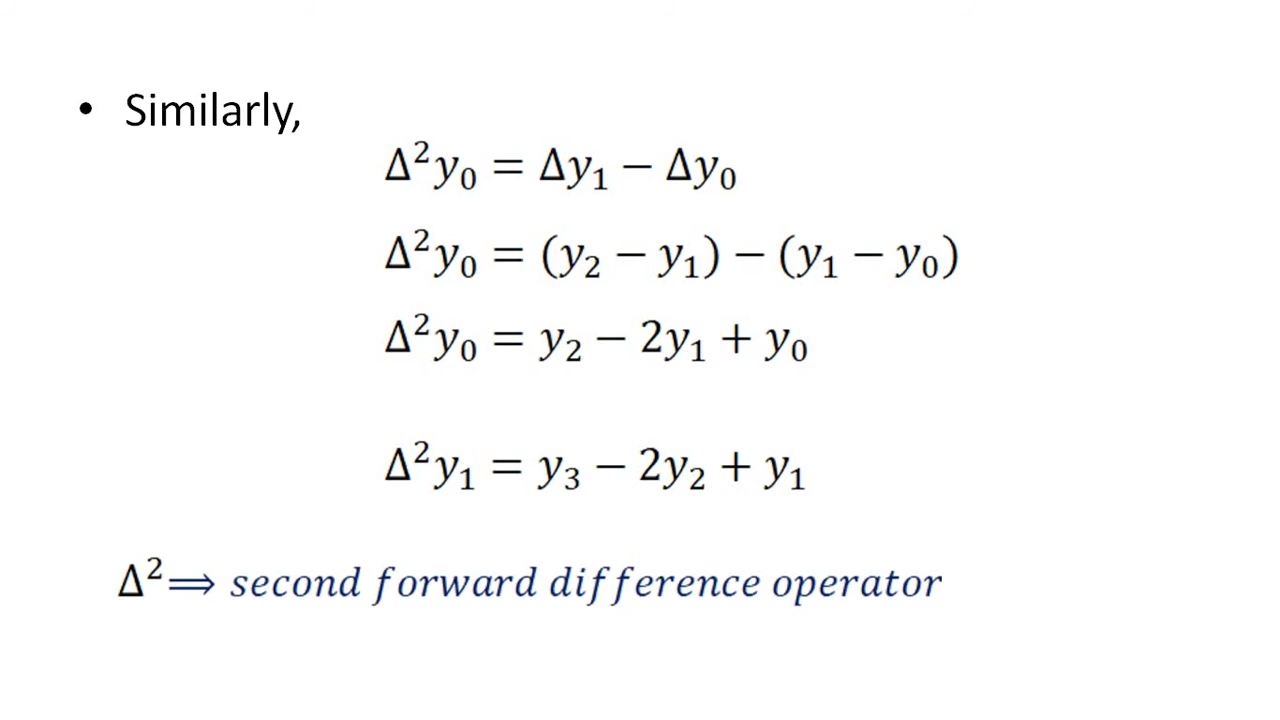 • Similarly,
Δ²y₀ = Δy₁ − Δy₀
Δ²y₀ = (y₂ − y₁) − (y₁ − y₀)
Δ²y₀ = y₂ − 2y₁ + y₀
Δ²y₁ = y₃ − 2y₂ + y₁
Δ²⟹ second forward difference operator